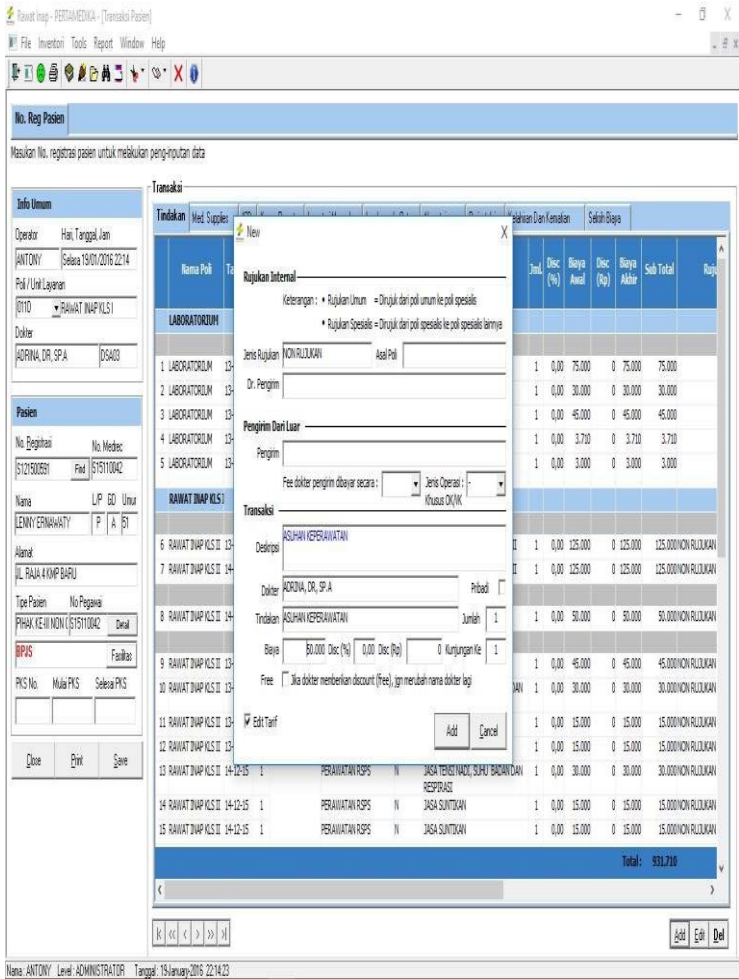 Rawat Inap - PERTAMEDIKA - [Transaksi Pasien]
File Inventori Tools Report Window Help
No. Reg Pasien
Masukan No. registrasi pasien untuk melakukan peng-inputan data
Info Umum
Operator Hari, Tanggal, Jam
ANTONY Selasa 19/01/2016 22:14
Poli / Unit Layanan
0110 RAWAT INAP KLS I
Dokter
ADRINA, DR, SP.A DSA03
Pasien
No. Registrasi No. Medrec
S121500591 Find S15110042
Nama L/P GD Umur
LENNY ERNAWATY P A 51
Alamat
JL. RAJA 4 KMP BARU
Tipe Pasien No Pegawai
PIHAK KE-III NON ( S15110042 Detail
BPJS Fasilitas
PKS No. Mulai PKS Selesai PKS
Close Print Save
Transaksi
Tindakan Med. Supplies Kelahiran Dan Kematian Selisih Biaya
Nama Poli Ta Jml. Disc (%) Biaya Awal Disc (Rp) Biaya Akhir Sub Total Ruju
LABORATORIUM
1 LABORATORIUM 13- 1 0,00 75.000 0 75.000 75.000
2 LABORATORIUM 13- 1 0,00 30.000 0 30.000 30.000
3 LABORATORIUM 13- 1 0,00 45.000 0 45.000 45.000
4 LABORATORIUM 13- 1 0,00 3.710 0 3.710 3.710
5 LABORATORIUM 13- 1 0,00 3.000 0 3.000 3.000
RAWAT INAP KLS I
6 RAWAT INAP KLS II 13- 1 0,00 125.000 0 125.000 125.000 NON RUJUKAN
7 RAWAT INAP KLS II 14- 1 0,00 125.000 0 125.000 125.000 NON RUJUKAN
8 RAWAT INAP KLS II 14- 1 0,00 50.000 0 50.000 50.000 NON RUJUKAN
9 RAWAT INAP KLS II 13- 1 0,00 45.000 0 45.000 45.000 NON RUJUKAN
10 RAWAT INAP KLS II 13- DAN 1 0,00 30.000 0 30.000 30.000 NON RUJUKAN
11 RAWAT INAP KLS II 13- 1 0,00 15.000 0 15.000 15.000 NON RUJUKAN
12 RAWAT INAP KLS II 13- 1 0,00 15.000 0 15.000 15.000 NON RUJUKAN
13 RAWAT INAP KLS II 14-12-15 1 PERAWATAN RSPS N JASA TENSI NADI, SUHU BADAN DAN RESPIRASI 1 0,00 30.000 0 30.000 30.000 NON RUJUKAN
14 RAWAT INAP KLS II 14-12-15 1 PERAWATAN RSPS N JASA SUNTIKAN 1 0,00 15.000 0 15.000 15.000 NON RUJUKAN
15 RAWAT INAP KLS II 14-12-15 1 PERAWATAN RSPS N JASA SUNTIKAN 1 0,00 15.000 0 15.000 15.000 NON RUJUKAN
Total : 931.710
New
Rujukan Internal
Keterangan : • Rujukan Umum = Dirujuk dari poli umum ke poli spesialis
• Rujukan Spesialis = Dirujuk dari poli spesialis ke poli spesialis lainnya
Jenis Rujukan NON RUJUKAN Asal Poli
Dr. Pengirim
Pengirim Dari Luar
Pengirim
Fee dokter pengirim dibayar secara : Jenis Operasi : -
Khusus OK/VK
Transaksi
Deskripsi ASUHAN KEPERAWATAN
Dokter ADRINA, DR, SP.A Pribadi
Tindakan ASUHAN KEPERAWATAN Jumlah 1
Biaya 50.000 Disc (%) 0,00 Disc (Rp) 0 Kunjungan Ke 1
Free Jika dokter memberikan discount (free), jgn merubah nama dokter lagi
Edit Tarif Add Cancel
Add Edit Del
Nama: ANTONY Level: ADMINISTRATOR Tanggal: 19-January-2016 22:14:23